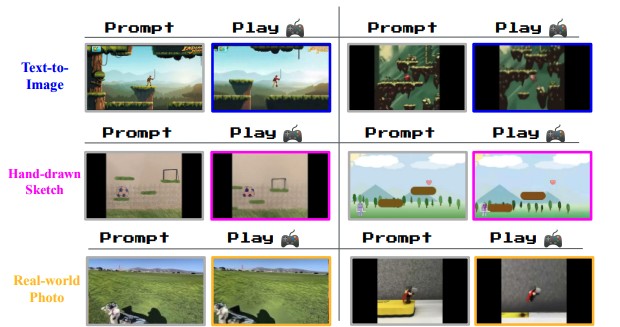 Prompt Play Prompt Play
Text-to-
Image
Prompt Play Prompt Play
Hand-drawn
Sketch
Prompt Play Prompt Play
Real-world
Photo